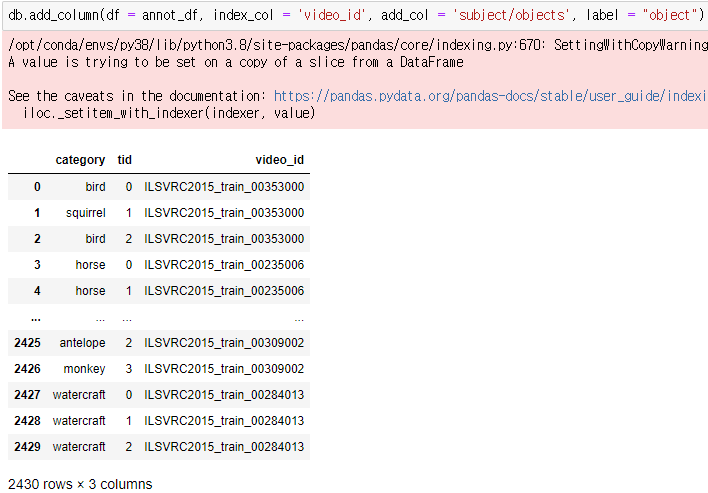 db.add_column(df = annot_df, index_col = 'video_id', add_col = 'subject/objects', label = "object")
/opt/conda/envs/py38/lib/python3.8/site-packages/pandas/core/indexing.py:670: SettingWithCopyWarning
A value is trying to be set on a copy of a slice from a DataFrame
See the caveats in the documentation: https://pandas.pydata.org/pandas-docs/stable/user_guide/indexi
iloc._setitem_with_indexer(indexer, value)
category tid video_id
0 bird 0 ILSVRC2015_train_00353000
1 squirrel 1 ILSVRC2015_train_00353000
2 bird 2 ILSVRC2015_train_00353000
3 horse 0 ILSVRC2015_train_00235006
4 horse 1 ILSVRC2015_train_00235006
... ... ... ...
2425 antelope 2 ILSVRC2015_train_00309002
2426 monkey 3 ILSVRC2015_train_00309002
2427 watercraft 0 ILSVRC2015_train_00284013
2428 watercraft 1 ILSVRC2015_train_00284013
2429 watercraft 2 ILSVRC2015_train_00284013
2430 rows × 3 columns